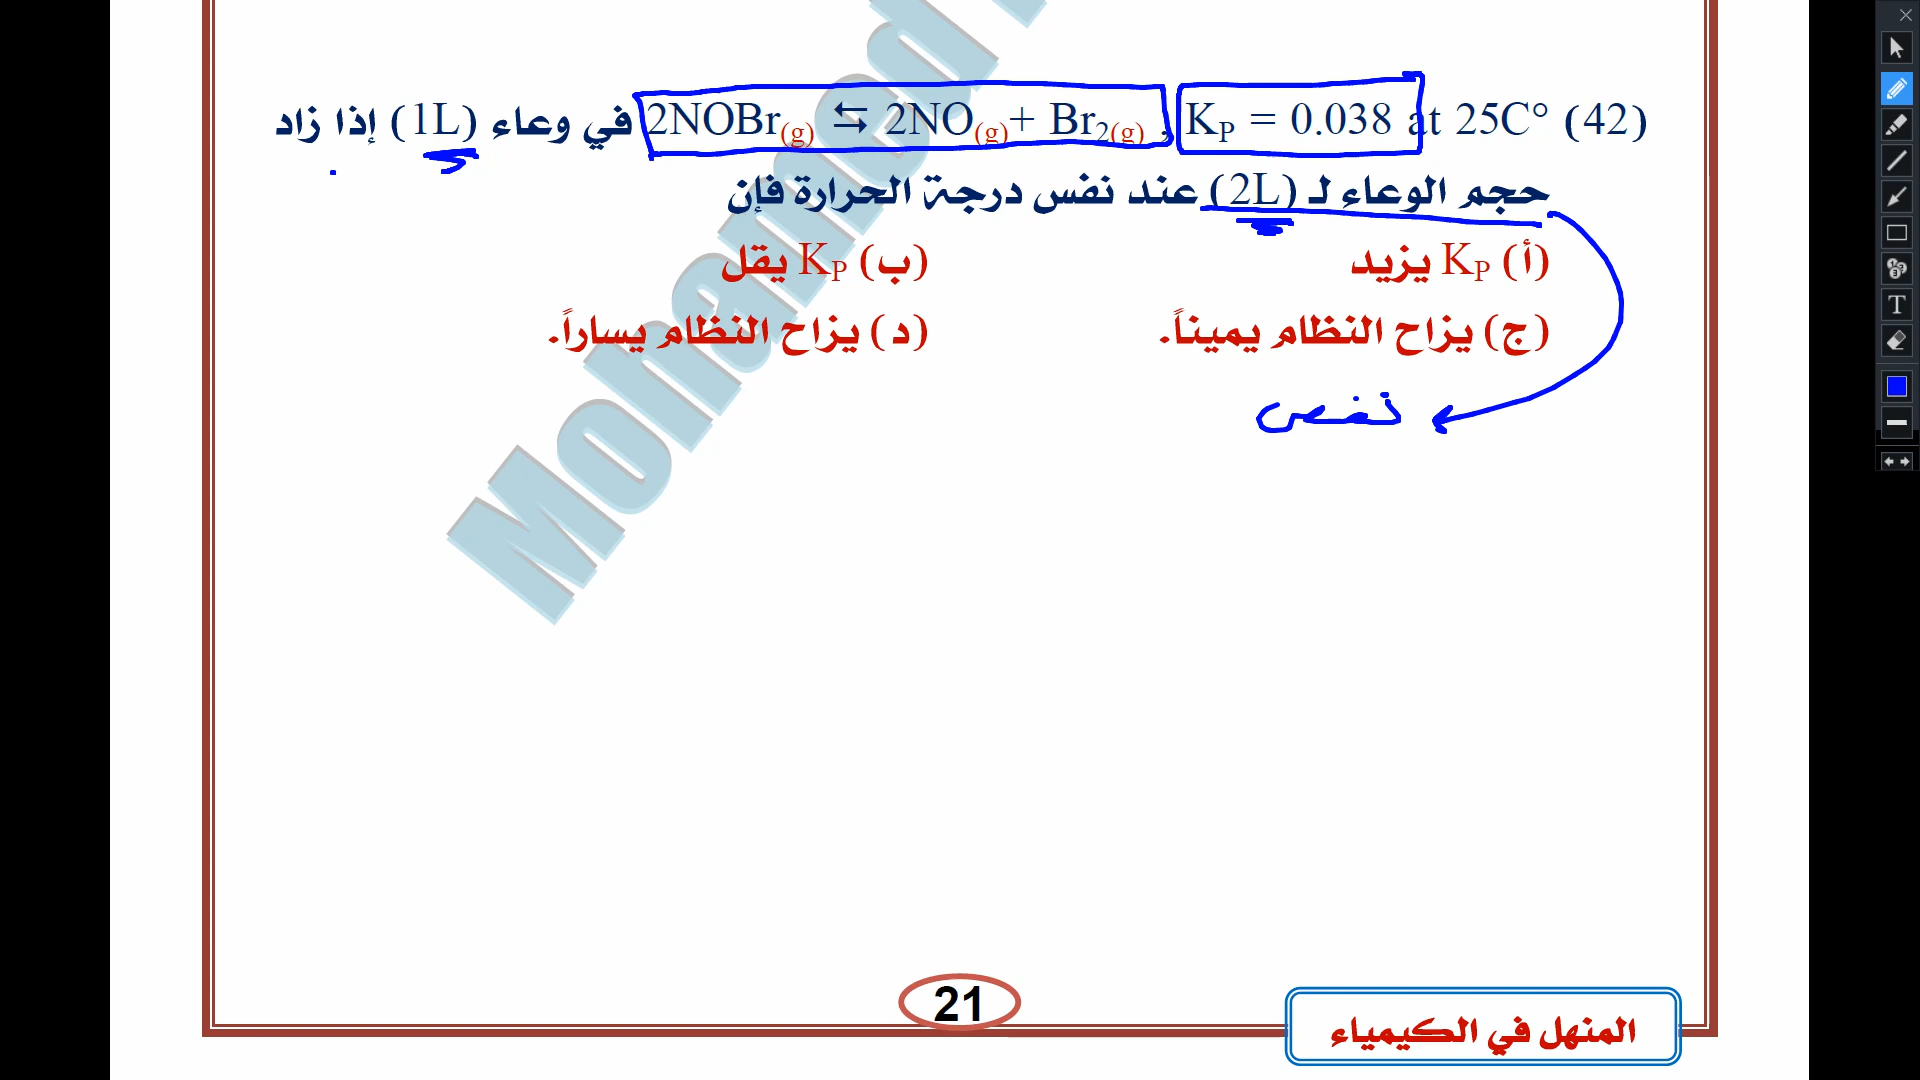 (42) 2NOBr(g) ⇆ 2NO(g)+ Br2(g) , KP = 0.038 at 25C° في وعاء (1L) إذا زاد
حجم الوعاء لـ (2L) عند نفس درجة الحرارة فإن
(أ) KP يزيد (ب) KP يقل
(ج) يزاح النظام يميناً. (د) يزاح النظام يساراً.
Mohamed
21
المنهل في الكيمياء
T